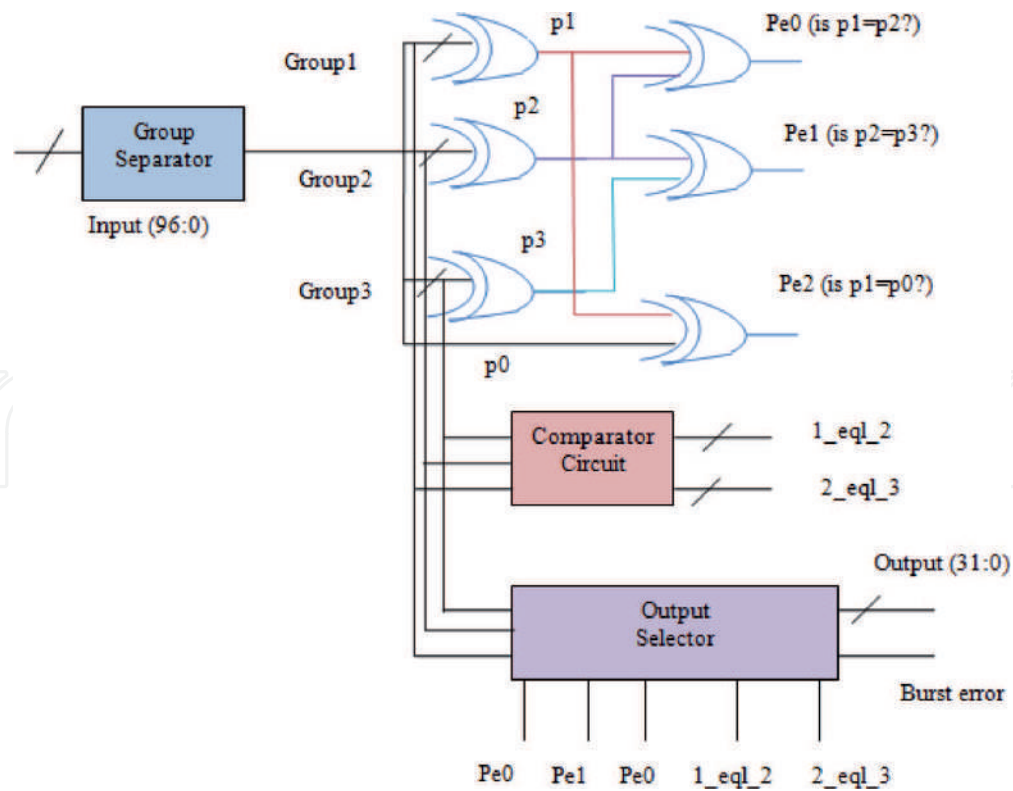 p1
Pe0 (is p1=p2?)
Group1
p2
Group
Separator
Pe1 (is p2=p3?)
Group2
Input (96:0)
p3
Group3
Pe2 (is p1=p0?)
p0
Comparator
Circuit
1_eql_2
2_eql_3
Output (31:0)
Output
Selector
Burst error
Pe0 Pe1 Pe0 1_eql_2 2_eql_3